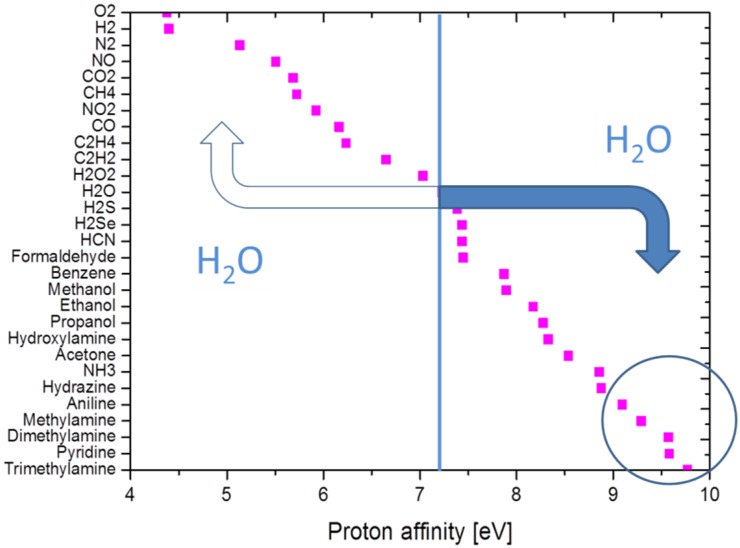 O2
H2
N2
NO
CO2
CH4
NO2
CO
C2H4
C2H2
H2O2
H2O
H2S
H2Se
HCN
Formaldehyde
Benzene
Methanol
Ethanol
Propanol
Hydroxylamine
Acetone
NH3
Hydrazine
Aniline
Methylamine
Dimethylamine
Pyridine
Trimethylamine
H₂O
H₂O
4 5 6 7 8 9 10
Proton affinity [eV]